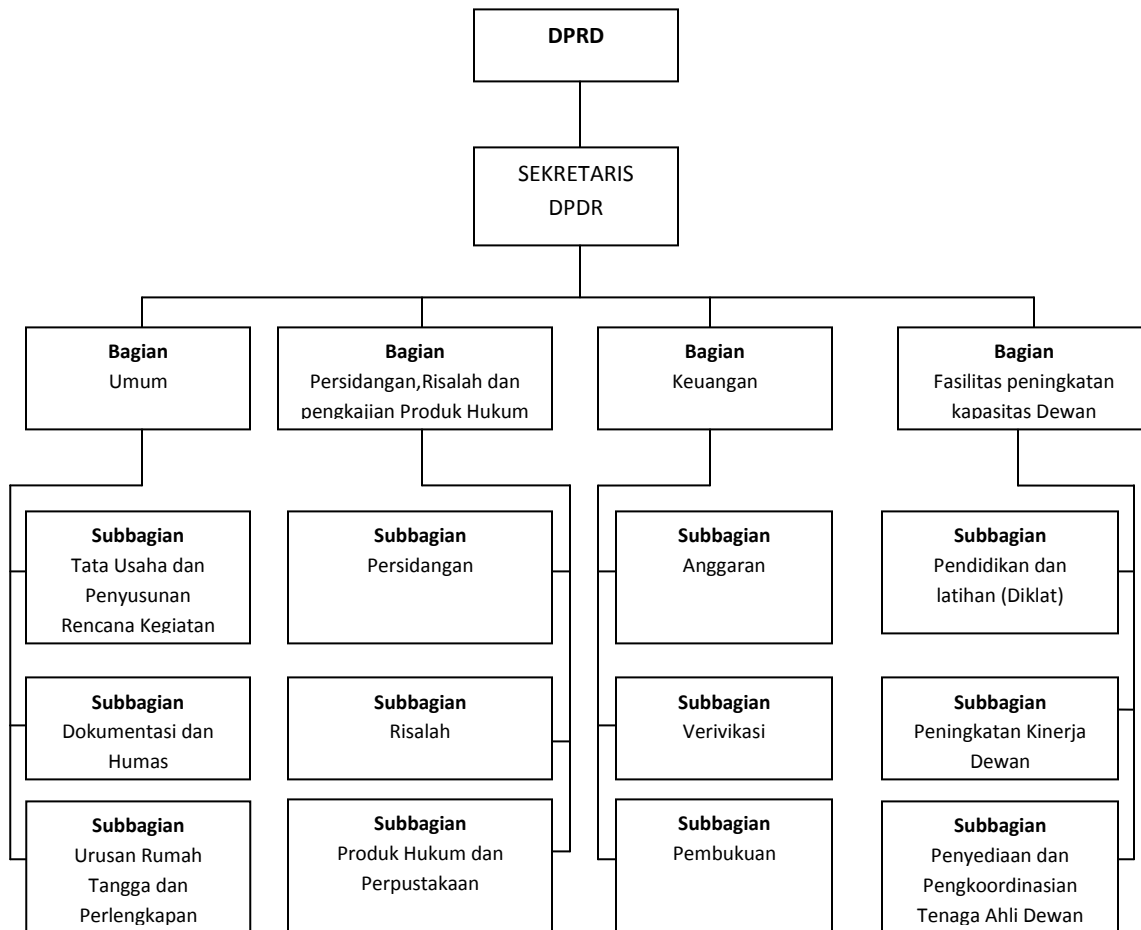 DPRD
SEKRETARIS
DPDR
Bagian
Umum
Bagian
Persidangan,Risalah dan
pengkajian Produk Hukum
Bagian
Keuangan
Bagian
Fasilitas peningkatan
kapasitas Dewan
Subbagian
Tata Usaha dan
Penyusunan
Rencana Kegiatan
Subbagian
Persidangan
Subbagian
Anggaran
Subbagian
Pendidikan dan
latihan (Diklat)
Subbagian
Dokumentasi dan
Humas
Subbagian
Risalah
Subbagian
Verivikasi
Subbagian
Peningkatan Kinerja
Dewan
Subbagian
Urusan Rumah
Tangga dan
Perlengkapan
Subbagian
Produk Hukum dan
Perpustakaan
Subbagian
Pembukuan
Subbagian
Penyediaan dan
Pengkoordinasian
Tenaga Ahli Dewan